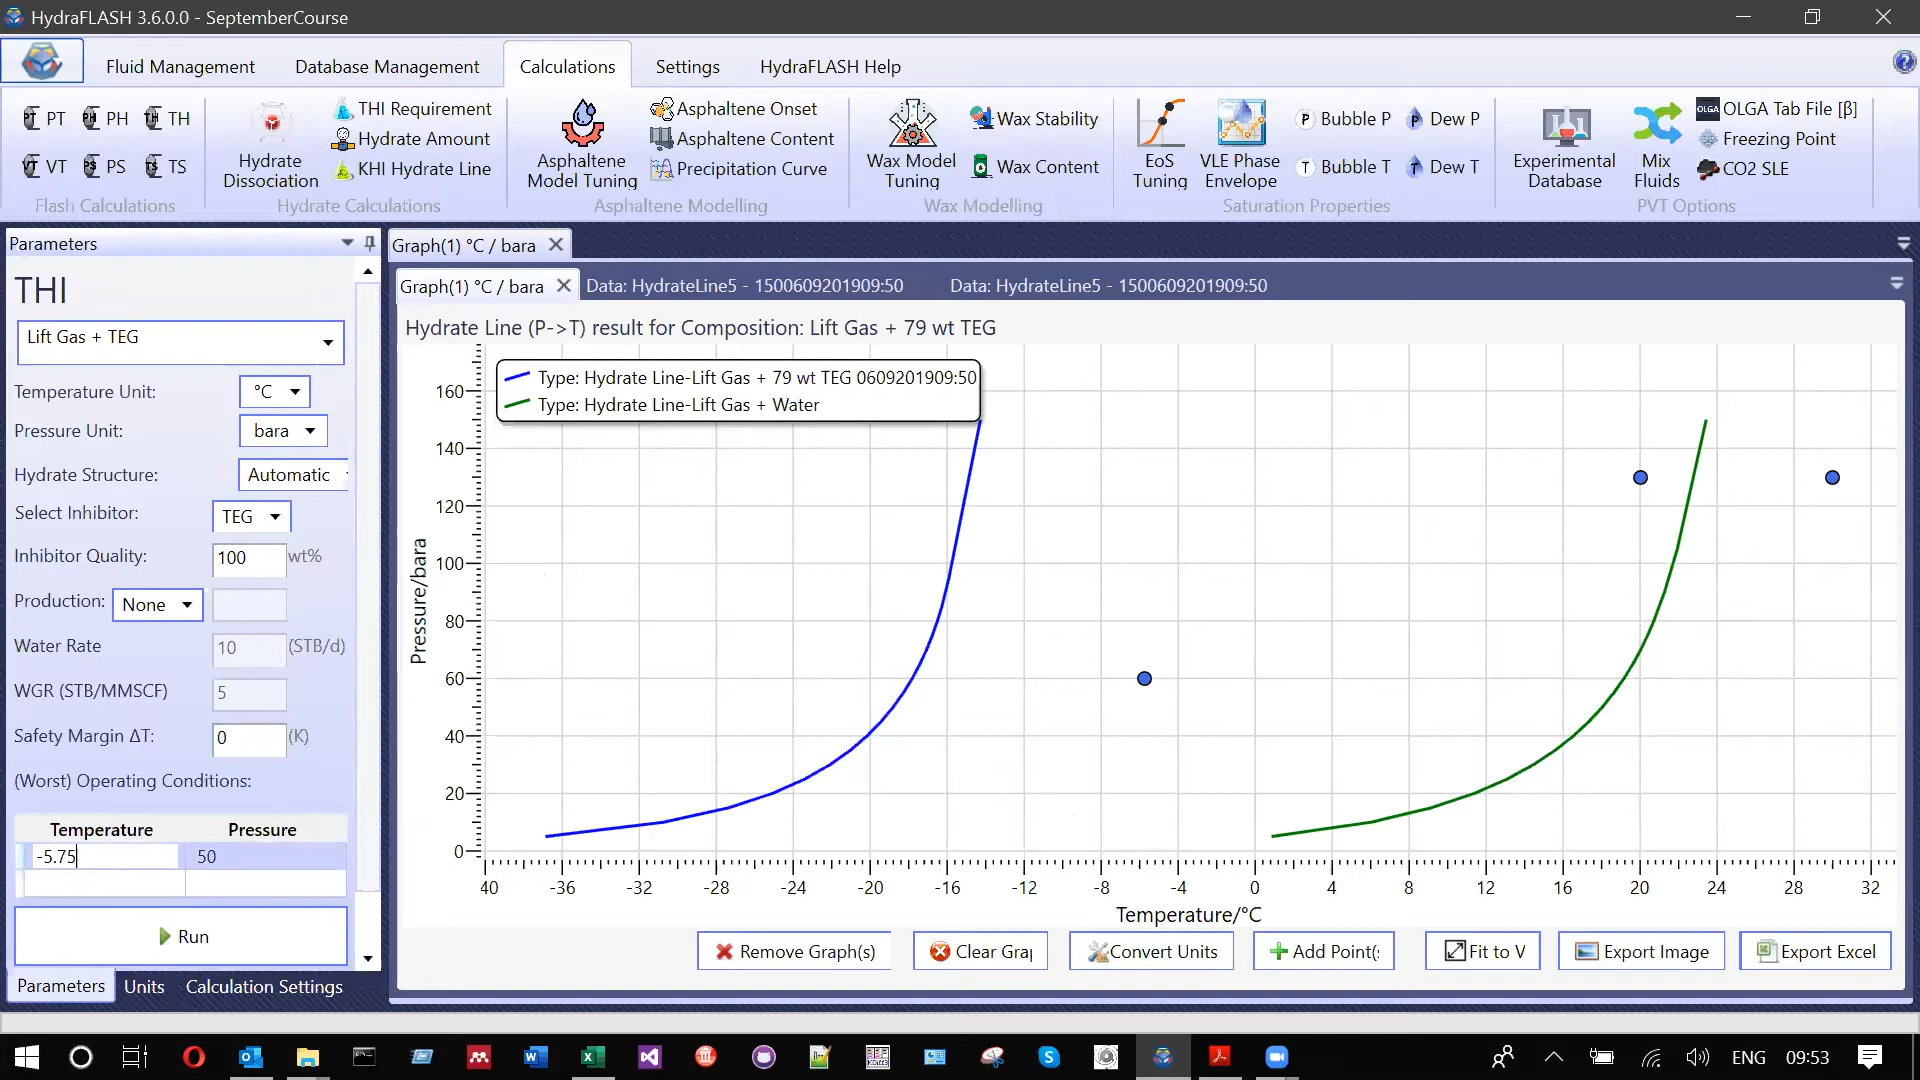 HydraFLASH 3.6.0.0 - SeptemberCourse
Fluid Management
Database Management
Calculations
Settings
HydraFLASH Help
PT PH TH
VT PS TS
Flash Calculations
Hydrate
Dissociation
THI Requirement
Hydrate Amount
KHI Hydrate Line
Hydrate Calculations
Asphaltene
Model Tuning
Asphaltene Onset
Asphaltene Content
Precipitation Curve
Asphaltene Modelling
Wax Model
Tuning
Wax Stability
Wax Content
Wax Modelling
EoS
Tuning
VLE Phase
Envelope
Bubble P
Dew P
Bubble T
Dew T
Saturation Properties
Experimental
Database
Mix
Fluids
OLGA Tab File [β]
Freezing Point
CO2 SLE
PVT Options
Parameters
THI
Lift Gas + TEG
Temperature Unit: °C
Pressure Unit: bara
Hydrate Structure: Automatic
Select Inhibitor: TEG
Inhibitor Quality: 100 wt%
Production: None
Water Rate 10 (STB/d)
WGR (STB/MMSCF) 5
Safety Margin ΔT: 0 (K)
(Worst) Operating Conditions:
Temperature Pressure
-5.75 50
Run
Parameters Units Calculation Settings
Graph(1) °C / bara
Graph(1) °C / bara
Data: HydrateLine5 - 1500609201909:50
Data: HydrateLine5 - 1500609201909:50
Hydrate Line (P->T) result for Composition: Lift Gas + 79 wt TEG
Type: Hydrate Line-Lift Gas + 79 wt TEG 0609201909:50
Type: Hydrate Line-Lift Gas + Water
Pressure/bara
160
140
120
100
80
60
40
20
0
40 -36 -32 -28 -24 -20 -16 -12 -8 -4 0 4 8 12 16 20 24 28 32
Temperature/°C
Remove Graph(s)
Clear Gra
Convert Units
Add Point(
Fit to V
Export Image
Export Excel
ENG 09:53